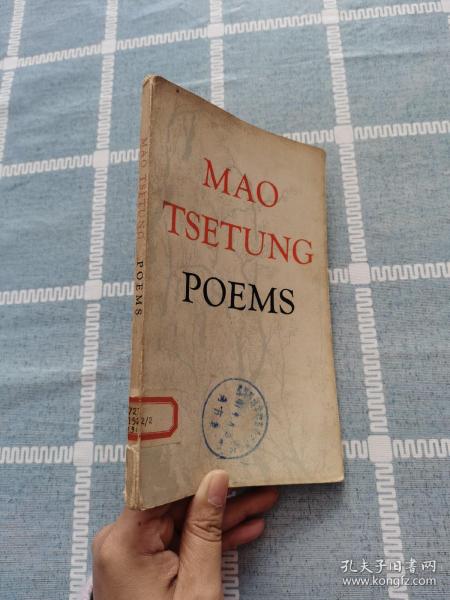 MAO
TSETUNG
POEMS
MAO TSETUNG POEMS
孔夫子旧书网
www.kongfz.com